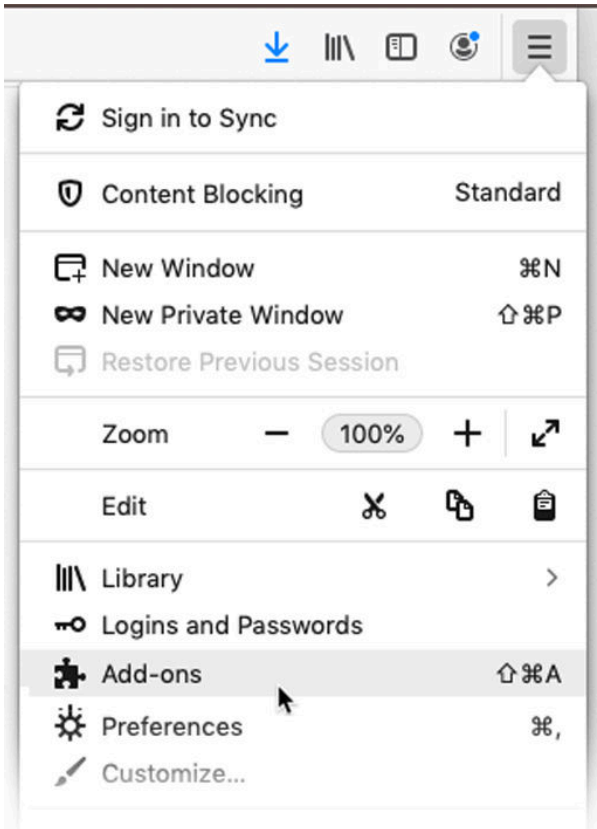 Sign in to Sync
Content Blocking Standard
New Window ⌘N
New Private Window ⇧⌘P
Restore Previous Session
Zoom − 100% +
Edit
Library >
Logins and Passwords
Add-ons ⇧⌘A
Preferences ⌘,
Customize...